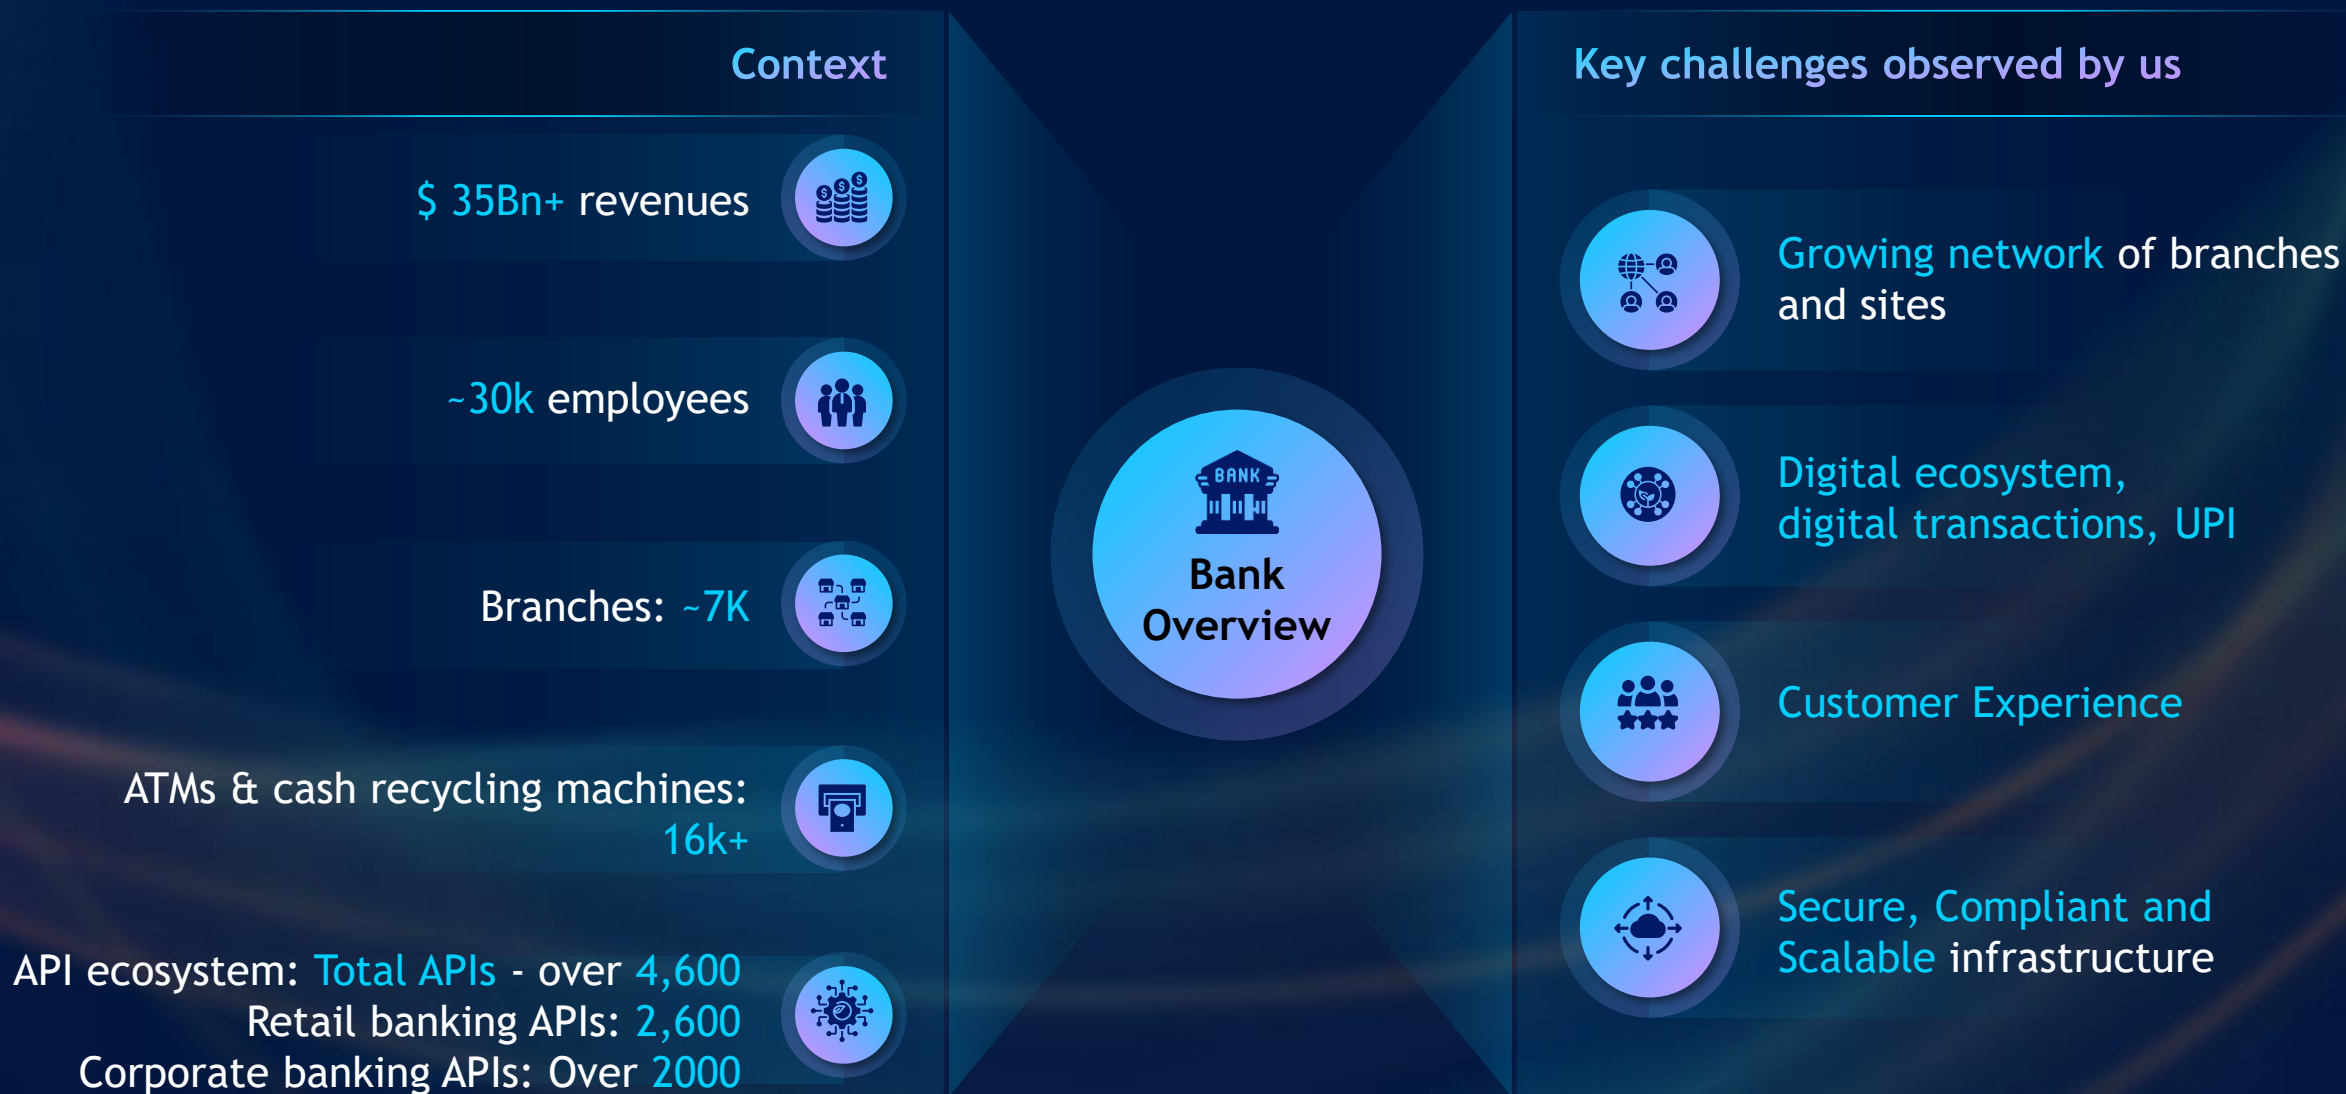 Context
$ 35Bn+ revenues
~30k employees
Branches: ~7K
ATMs & cash recycling machines:
16k+
API ecosystem: Total APIs - over 4,600
Retail banking APIs: 2,600
Corporate banking APIs: Over 2000
BANK
Bank
Overview
Key challenges observed by us
Growing network of branches
and sites
Digital ecosystem,
digital transactions, UPI
Customer Experience
Secure, Compliant and
Scalable infrastructure